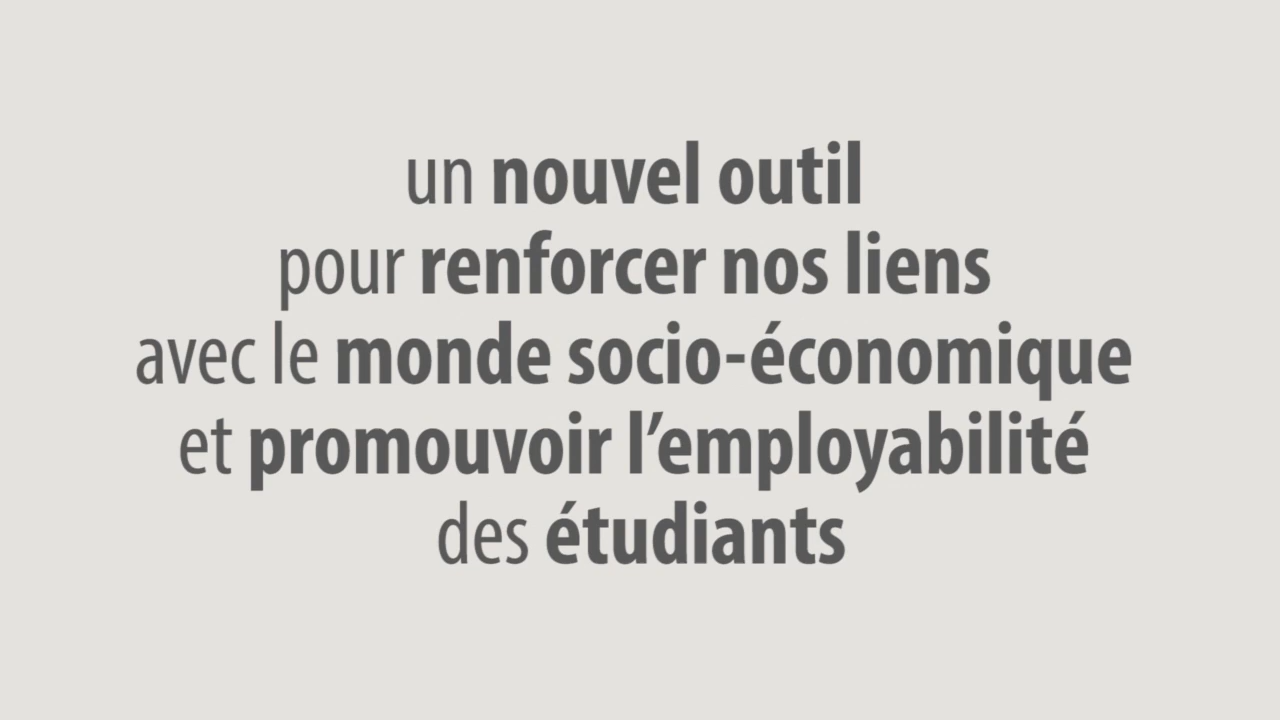 un nouvel outil
pour renforcer nos liens
avec le monde socio-économique
et promouvoir l’employabilité
des étudiants